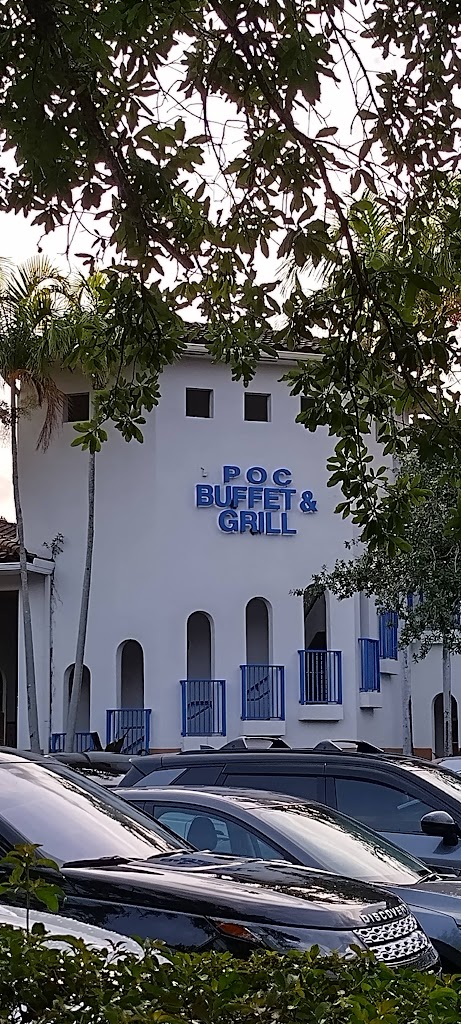 POC
BUFFET &
GRILL
DISCOVERY